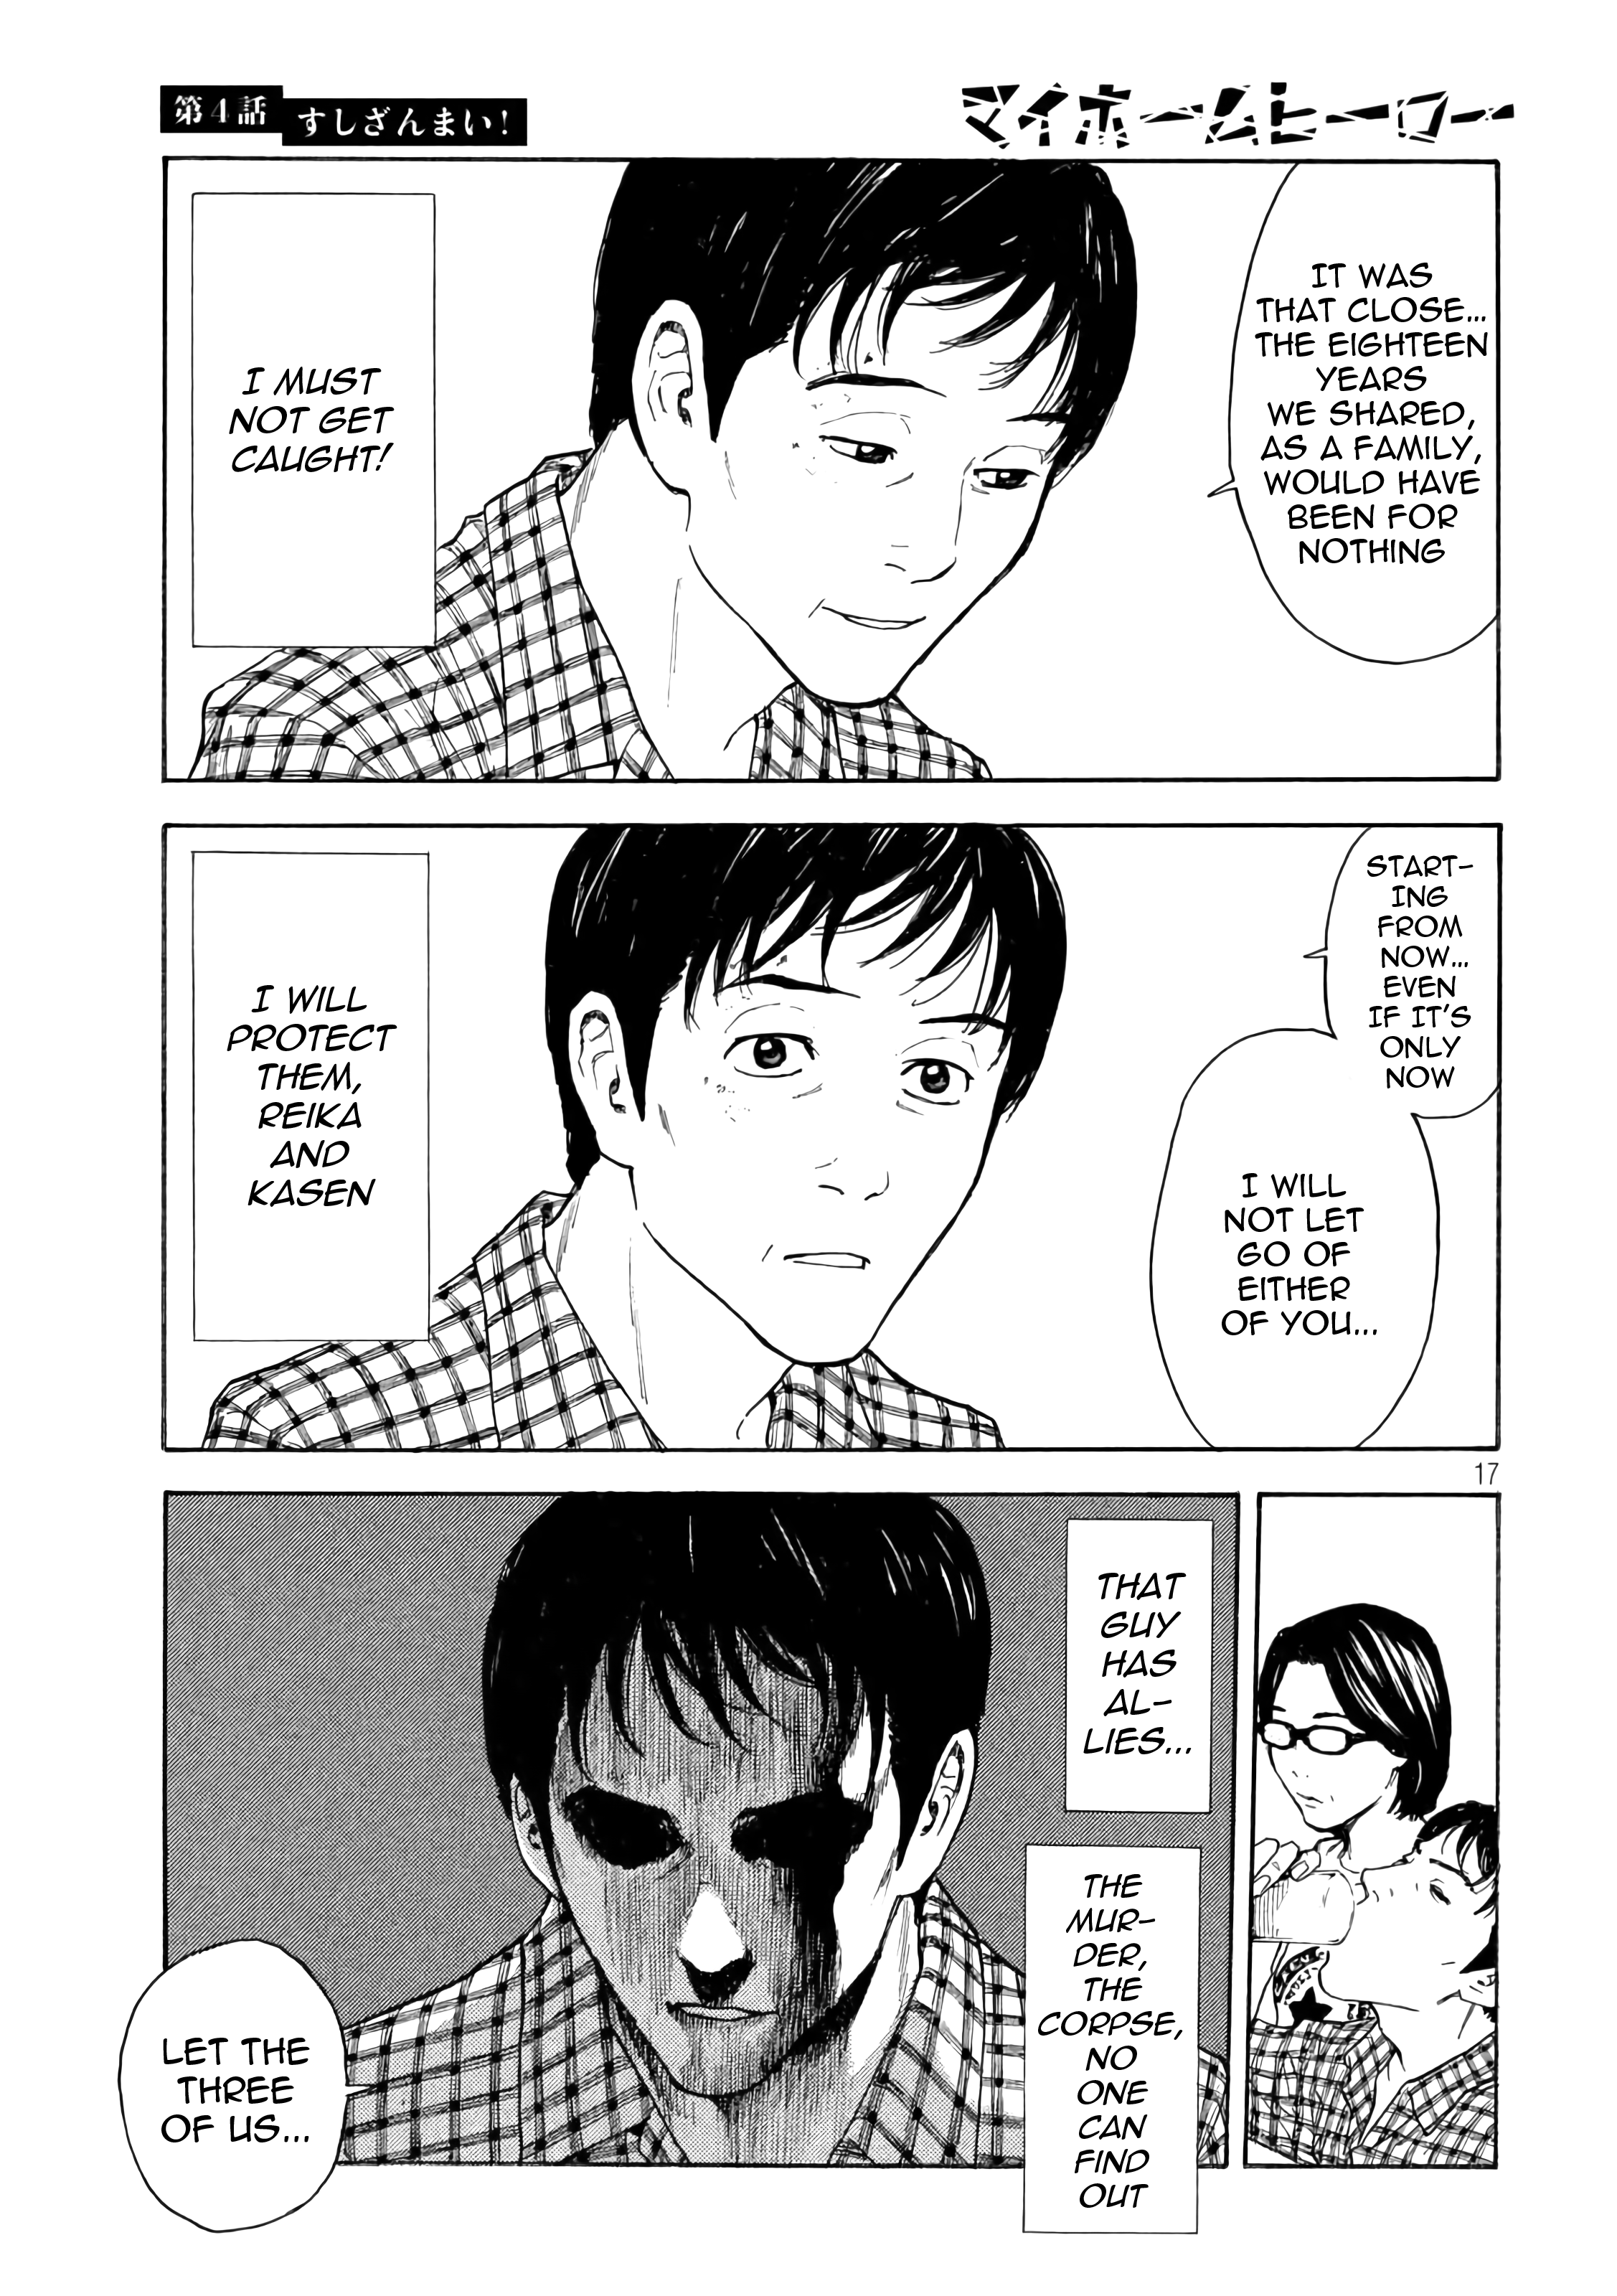 第4話
すしざんまい!
マイホームヒーロー
IT WAS
THAT CLOSE...
THE EIGHTEEN
YEARS
WE SHARED,
AS A FAMILY,
WOULD HAVE
BEEN FOR
NOTHING
I MUST
NOT GET
CAUGHT!
START-
ING
FROM
NOW...
EVEN
IF IT'S
ONLY
NOW
I WILL
NOT LET
GO OF
EITHER
OF YOU...
I WILL
PROTECT
THEM,
REIKA
AND
KASEN
17
THAT
GUY
HAS
AL-
LIES...
THE
MUR-
DER,
THE
CORPSE,
NO
ONE
CAN
FIND
OUT
LET THE
THREE
OF US...